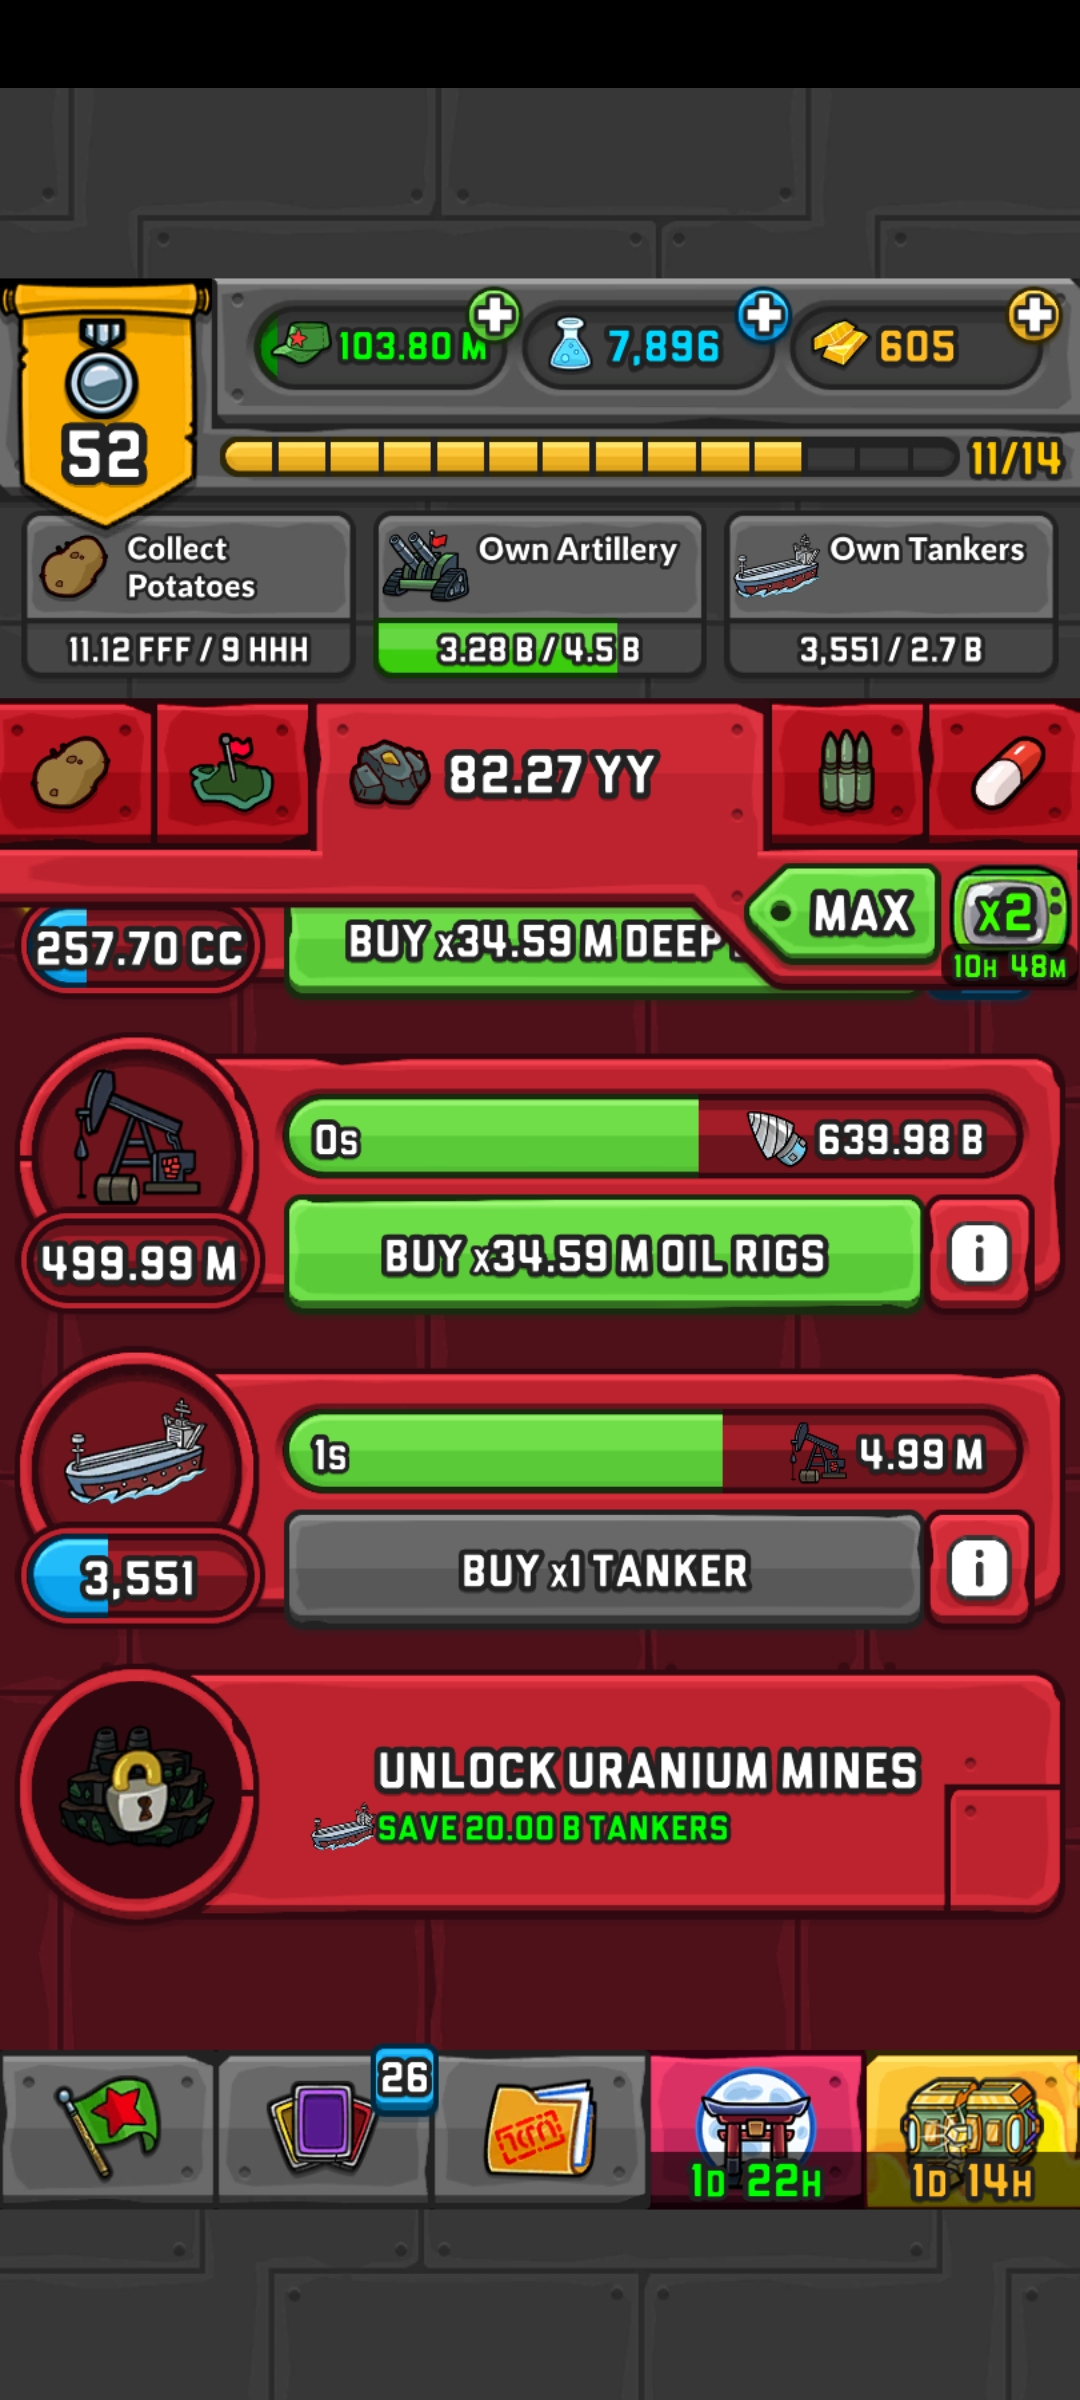 103.80 M
7,896
605
52
11/14
Collect
Potatoes
Own Artillery
Own Tankers
11.12 FFF / 9 HHH
3.28 B / 4.5 B
3,551 / 2.7 B
82.27 YY
MAX
x2
10H 48M
257.70 CC
BUY x34.59 M DEEP
0s
639.98 B
499.99 M
BUY x34.59 M OIL RIGS
i
1s
4.99 M
3,551
BUY x1 TANKER
i
UNLOCK URANIUM MINES
SAVE 20.00 B TANKERS
26
1D 22H
1D 14H